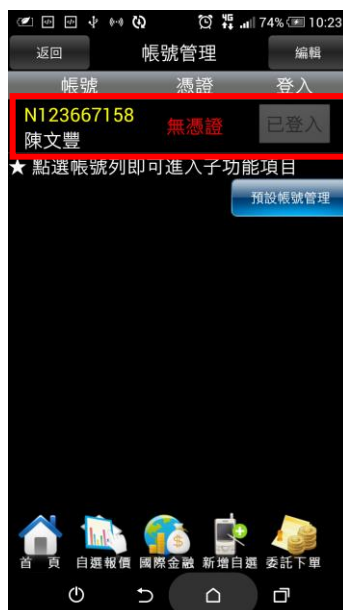 4G 74% 10:23
返回 帳號管理 編輯
帳號 憑證 登入
N123667158 無憑證 已登入
陳文豐
★ 點選帳號列即可進入子功能項目
預設帳號管理
首 頁 自選報價 國際金融 新增自選 委託下單